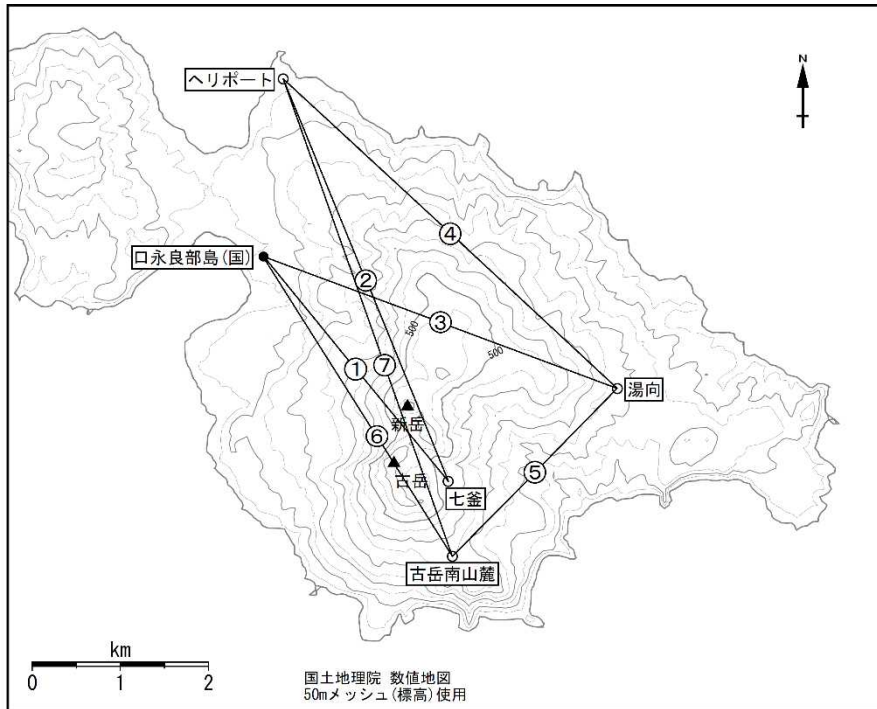 ヘリポート
N
④
口永良部島(国)
②
③
500
500
①
⑦
湯向
新岳
⑥
古岳
⑤
七釜
古岳南山麓
km
0 1 2
国土地理院 数値地図
50mメッシュ(標高)使用